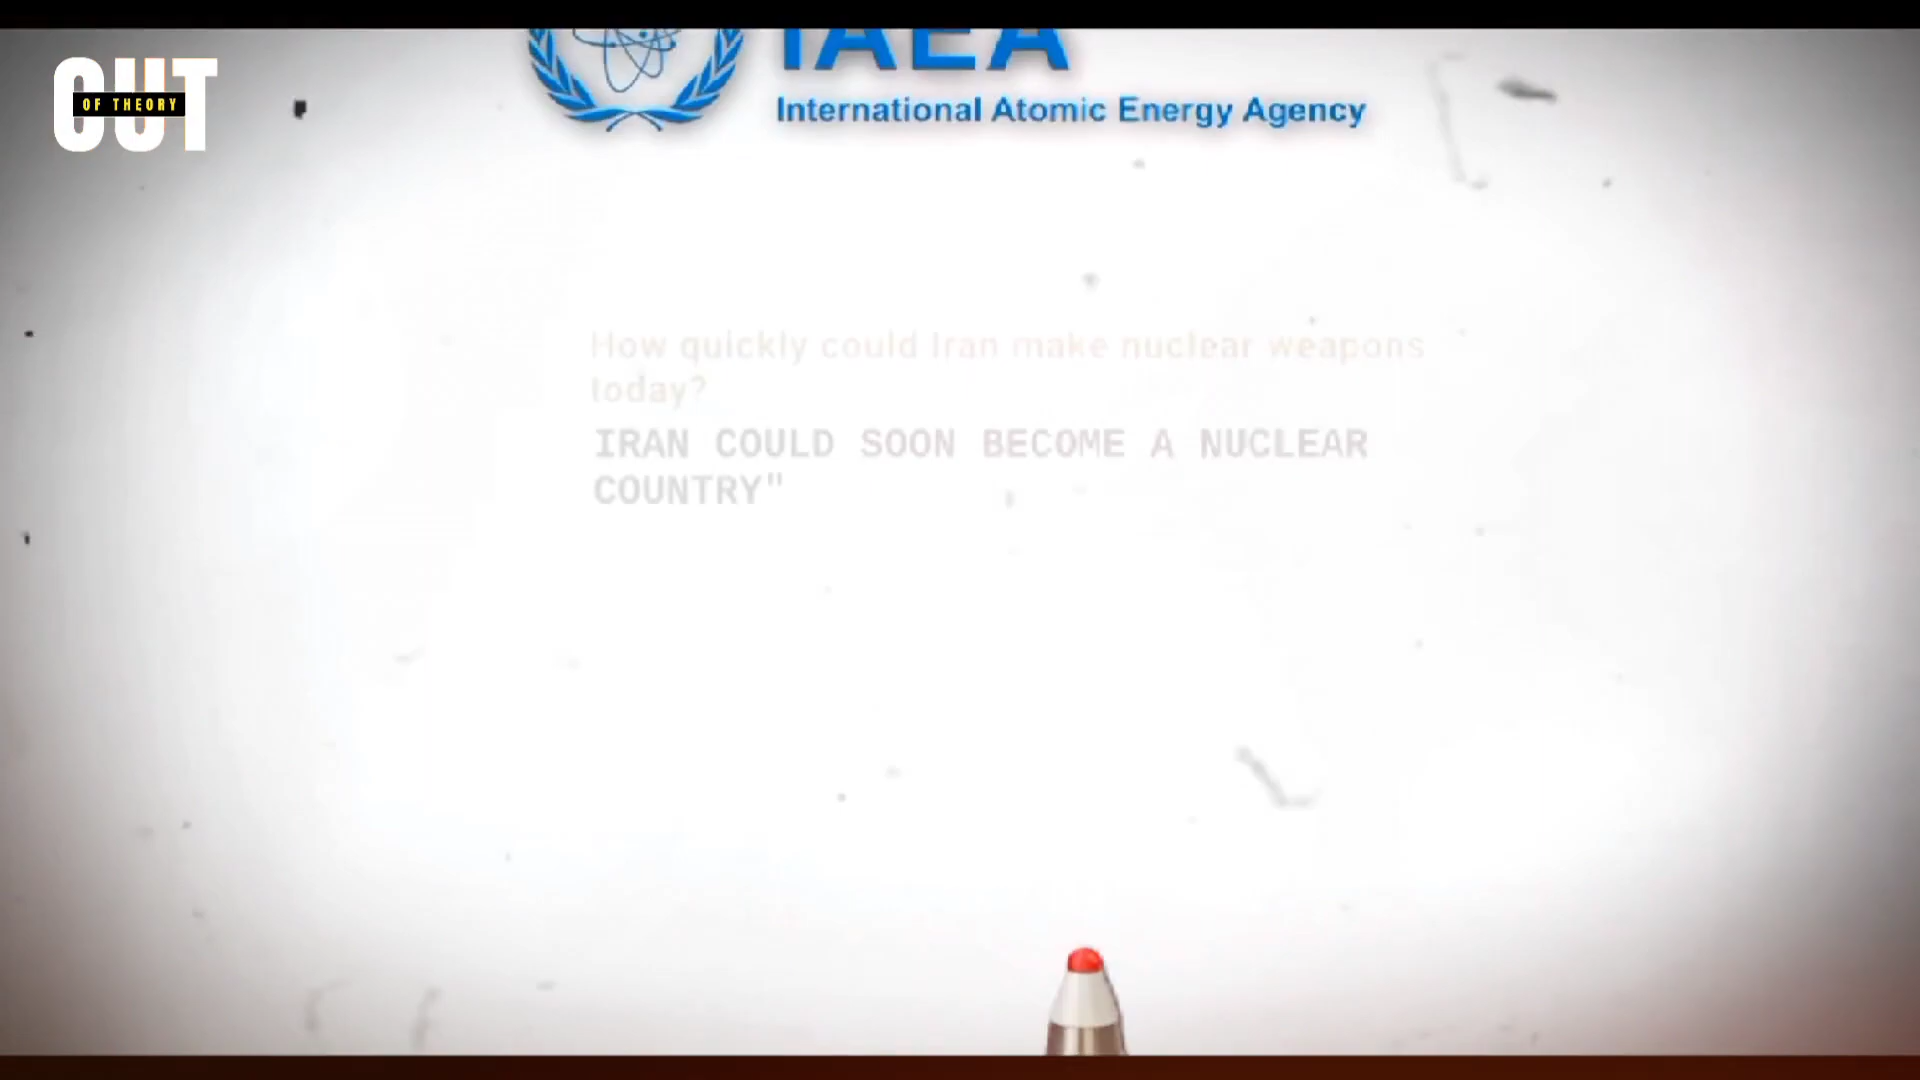 CUT
OF THEORY
IAEA
International Atomic Energy Agency
How quickly could Iran make nuclear weapons
today?
IRAN COULD SOON BECOME A NUCLEAR
COUNTRY"